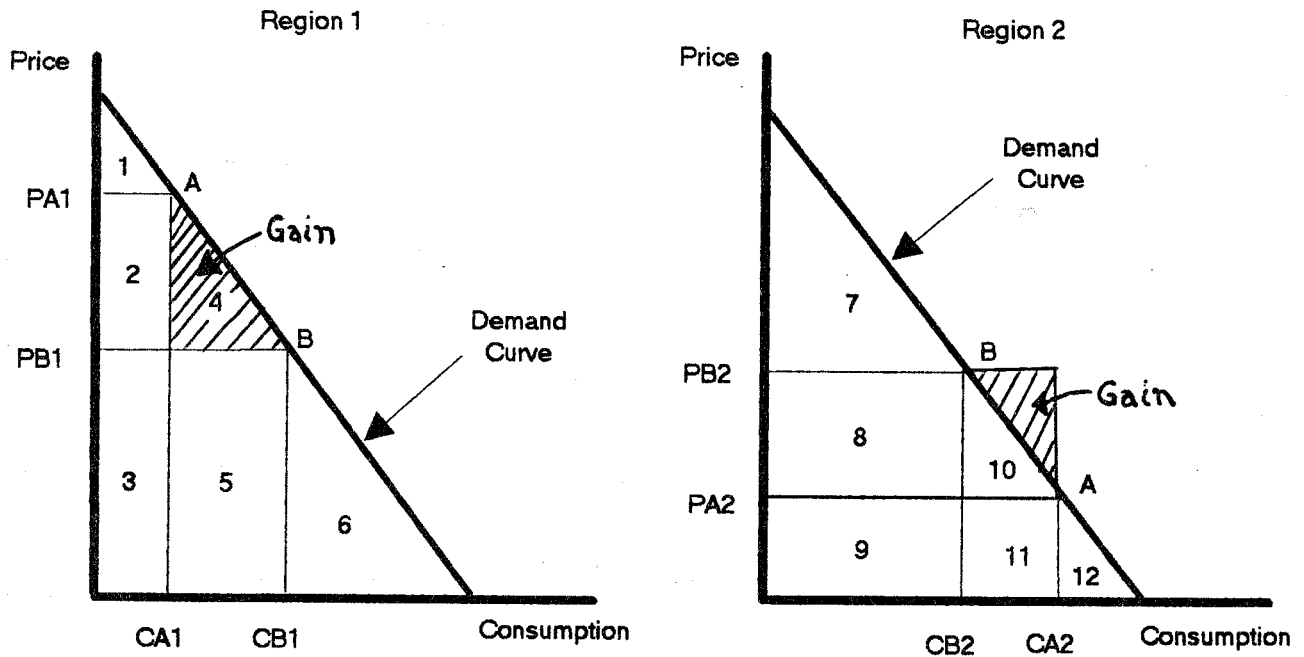 Region 1
Price
1
PA1
A
Gain
2
4
Demand
Curve
B
PB1
3
5
6
CA1
CB1
Consumption
Region 2
Price
Demand
Curve
7
B
PB2
Gain
8
10
A
PA2
9
11
12
CB2
CA2
Consumption